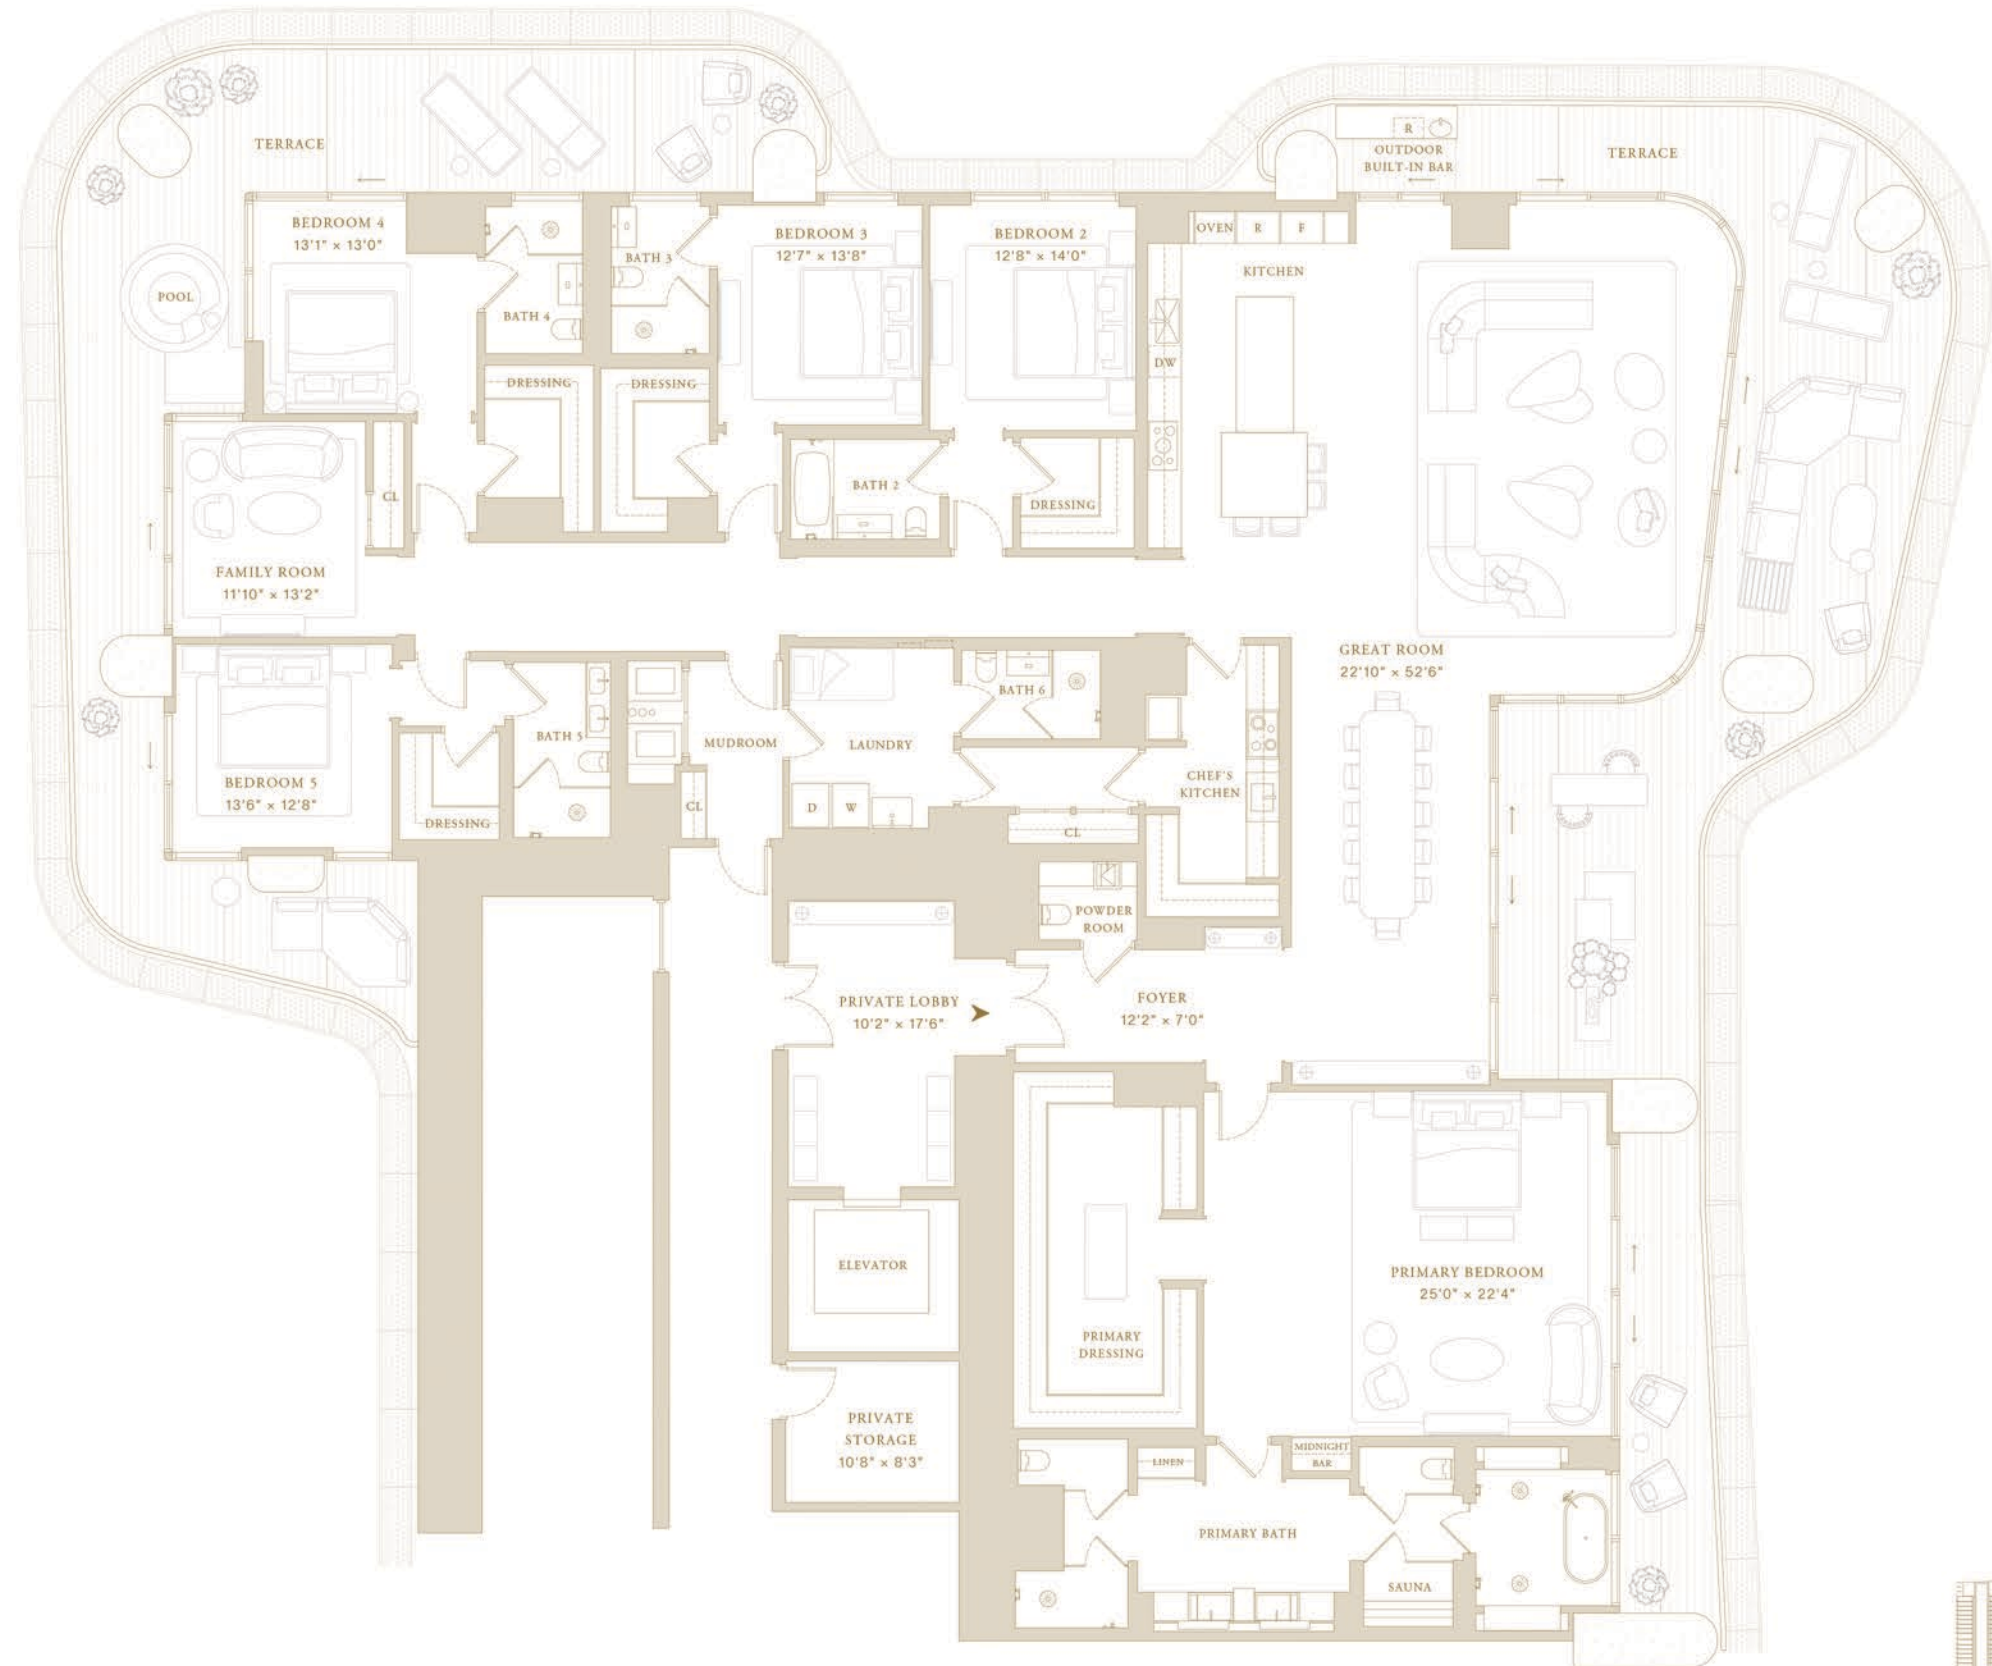 TERRACE
R
OUTDOOR
BUILT-IN BAR
TERRACE
BEDROOM 4
13'1" × 13'0"
BATH 4
BATH 3
BEDROOM 3
12'7" × 13'8"
BEDROOM 2
12'8" × 14'0"
OVEN
R
F
KITCHEN
POOL
DW
DRESSING
DRESSING
CL
BATH 2
DRESSING
FAMILY ROOM
11'10" × 13'2"
GREAT ROOM
22'10" × 52'6"
BATH 6
BATH 5
MUDROOM
LAUNDRY
BEDROOM 5
13'6" × 12'8"
CHEF'S
KITCHEN
CL
D
W
DRESSING
CL
POWDER
ROOM
PRIVATE LOBBY
10'2" × 17'6"
FOYER
12'2" × 7'0"
ELEVATOR
PRIMARY BEDROOM
25'0" × 22'4"
PRIMARY
DRESSING
PRIVATE
STORAGE
10'8" × 8'3"
LINEN
MIDNIGHT
BAR
PRIMARY BATH
SAUNA